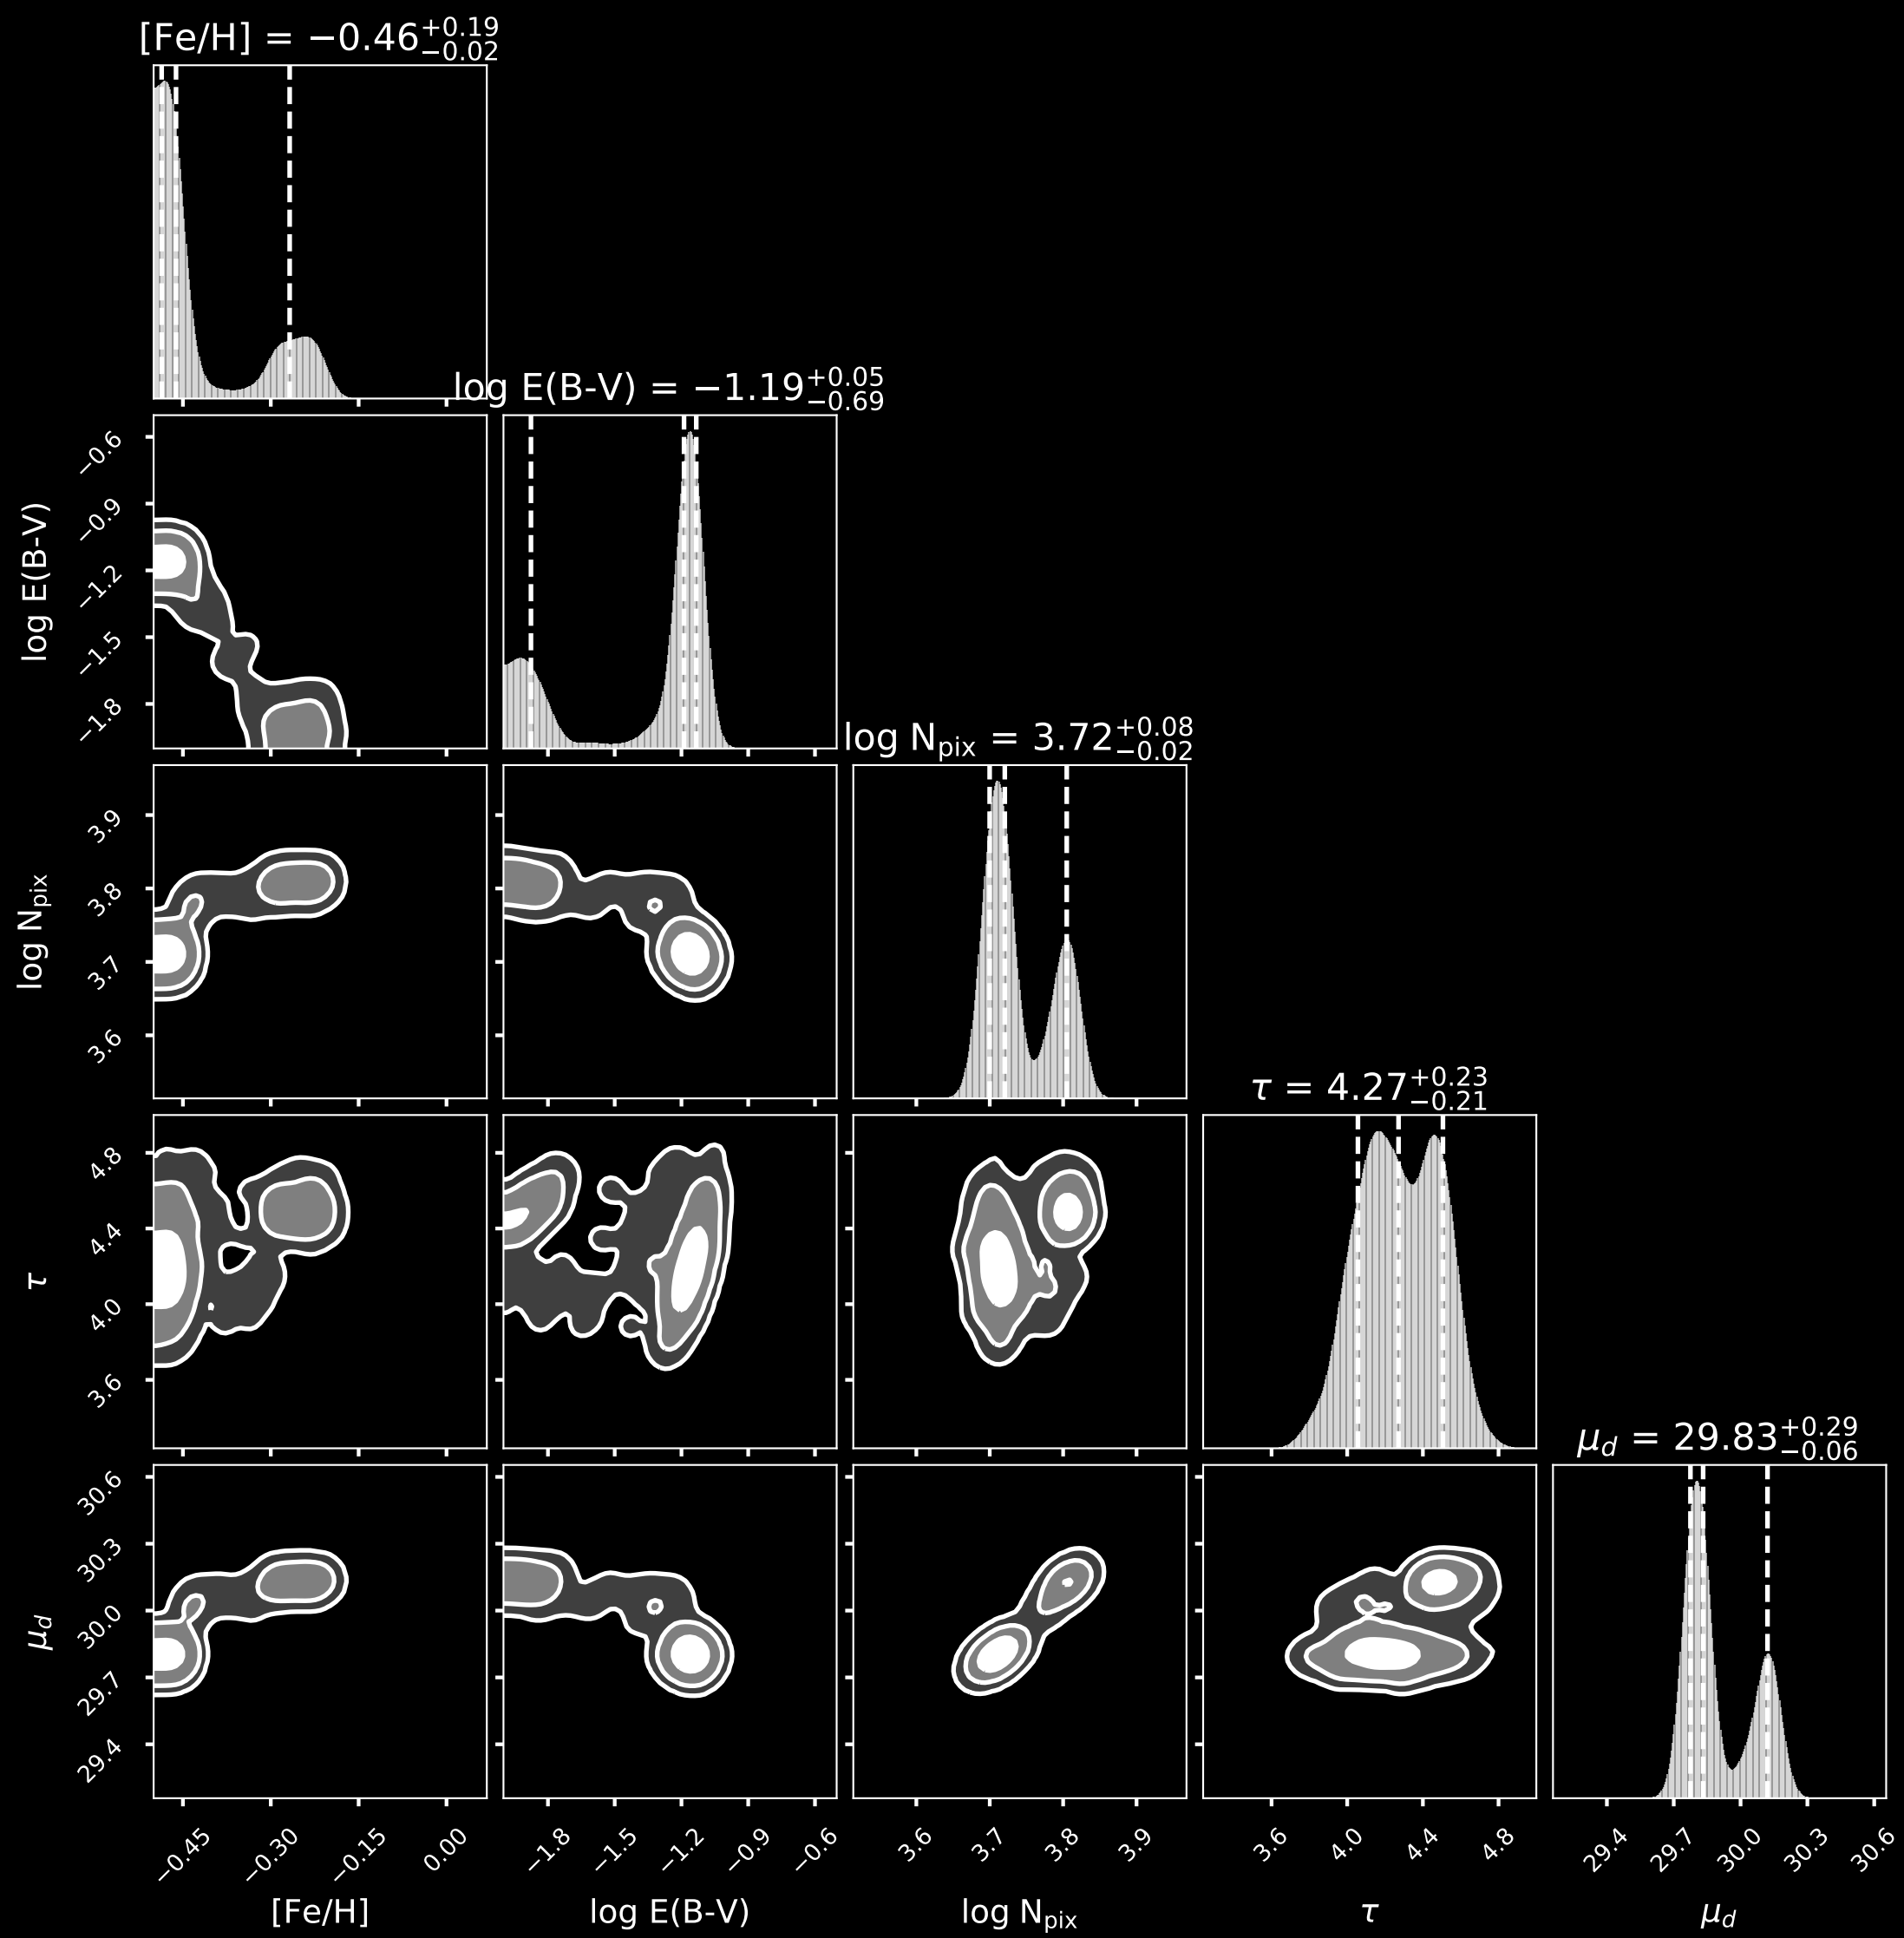 [Fe/H] = −0.46+0.19−0.02
log E(B-V) = −1.19+0.05−0.69
−0.6
−0.9
−1.2
−1.5
−1.8
log E(B-V)
log Npix = 3.72+0.08−0.02
3.9
3.8
3.7
3.6
log Npix
τ = 4.27+0.23−0.21
4.8
4.4
4.0
3.6
τ
μd = 29.83+0.29−0.06
30.6
30.3
30.0
29.7
29.4
μd
−0.45 −0.30 −0.15 0.00 −1.8 −1.5 −1.2 −0.9 −0.6 3.6 3.7 3.8 3.9 3.6 4.0 4.4 4.8 29.4 29.7 30.0 30.3 30.6
[Fe/H] log E(B-V) log Npix τ μd